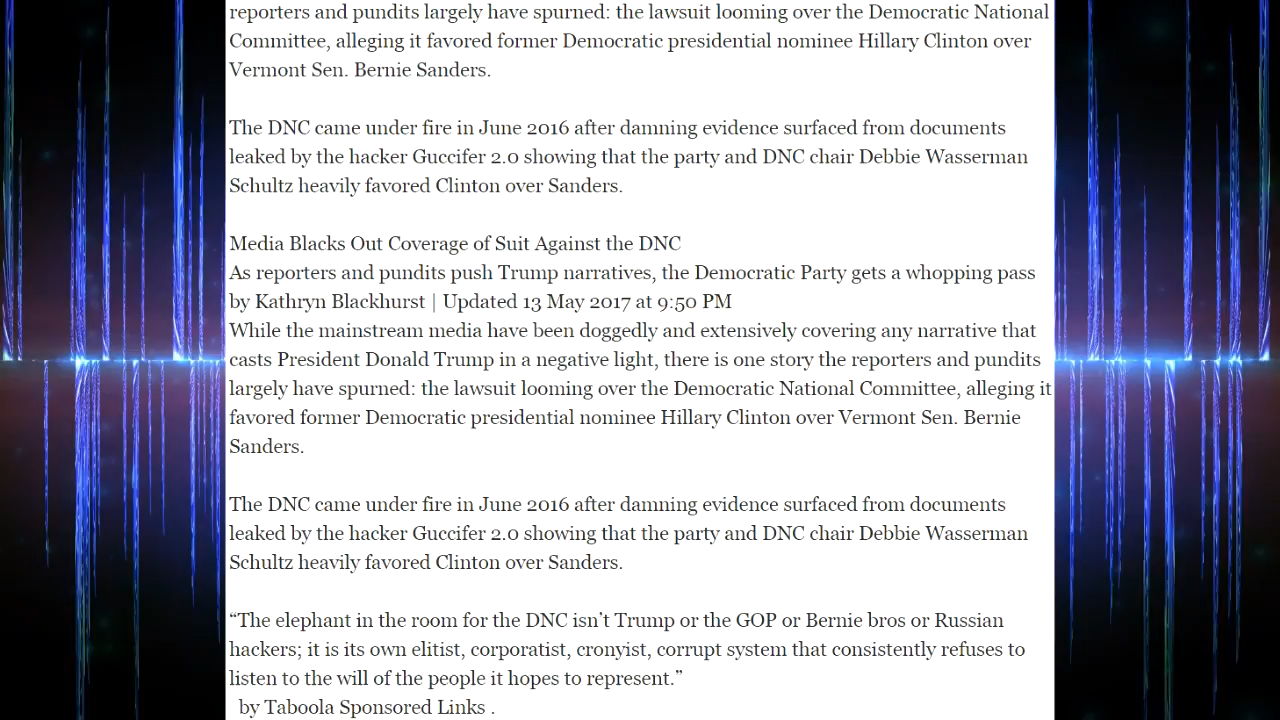 reporters and pundits largely have spurned: the lawsuit looming over the Democratic National
Committee, alleging it favored former Democratic presidential nominee Hillary Clinton over
Vermont Sen. Bernie Sanders.
The DNC came under fire in June 2016 after damning evidence surfaced from documents
leaked by the hacker Guccifer 2.0 showing that the party and DNC chair Debbie Wasserman
Schultz heavily favored Clinton over Sanders.
Media Blacks Out Coverage of Suit Against the DNC
As reporters and pundits push Trump narratives, the Democratic Party gets a whopping pass
by Kathryn Blackhurst | Updated 13 May 2017 at 9:50 PM
While the mainstream media have been doggedly and extensively covering any narrative that
casts President Donald Trump in a negative light, there is one story the reporters and pundits
largely have spurned: the lawsuit looming over the Democratic National Committee, alleging it
favored former Democratic presidential nominee Hillary Clinton over Vermont Sen. Bernie
Sanders.
The DNC came under fire in June 2016 after damning evidence surfaced from documents
leaked by the hacker Guccifer 2.0 showing that the party and DNC chair Debbie Wasserman
Schultz heavily favored Clinton over Sanders.
“The elephant in the room for the DNC isn’t Trump or the GOP or Bernie bros or Russian
hackers; it is its own elitist, corporatist, cronyist, corrupt system that consistently refuses to
listen to the will of the people it hopes to represent.”
by Taboola Sponsored Links .